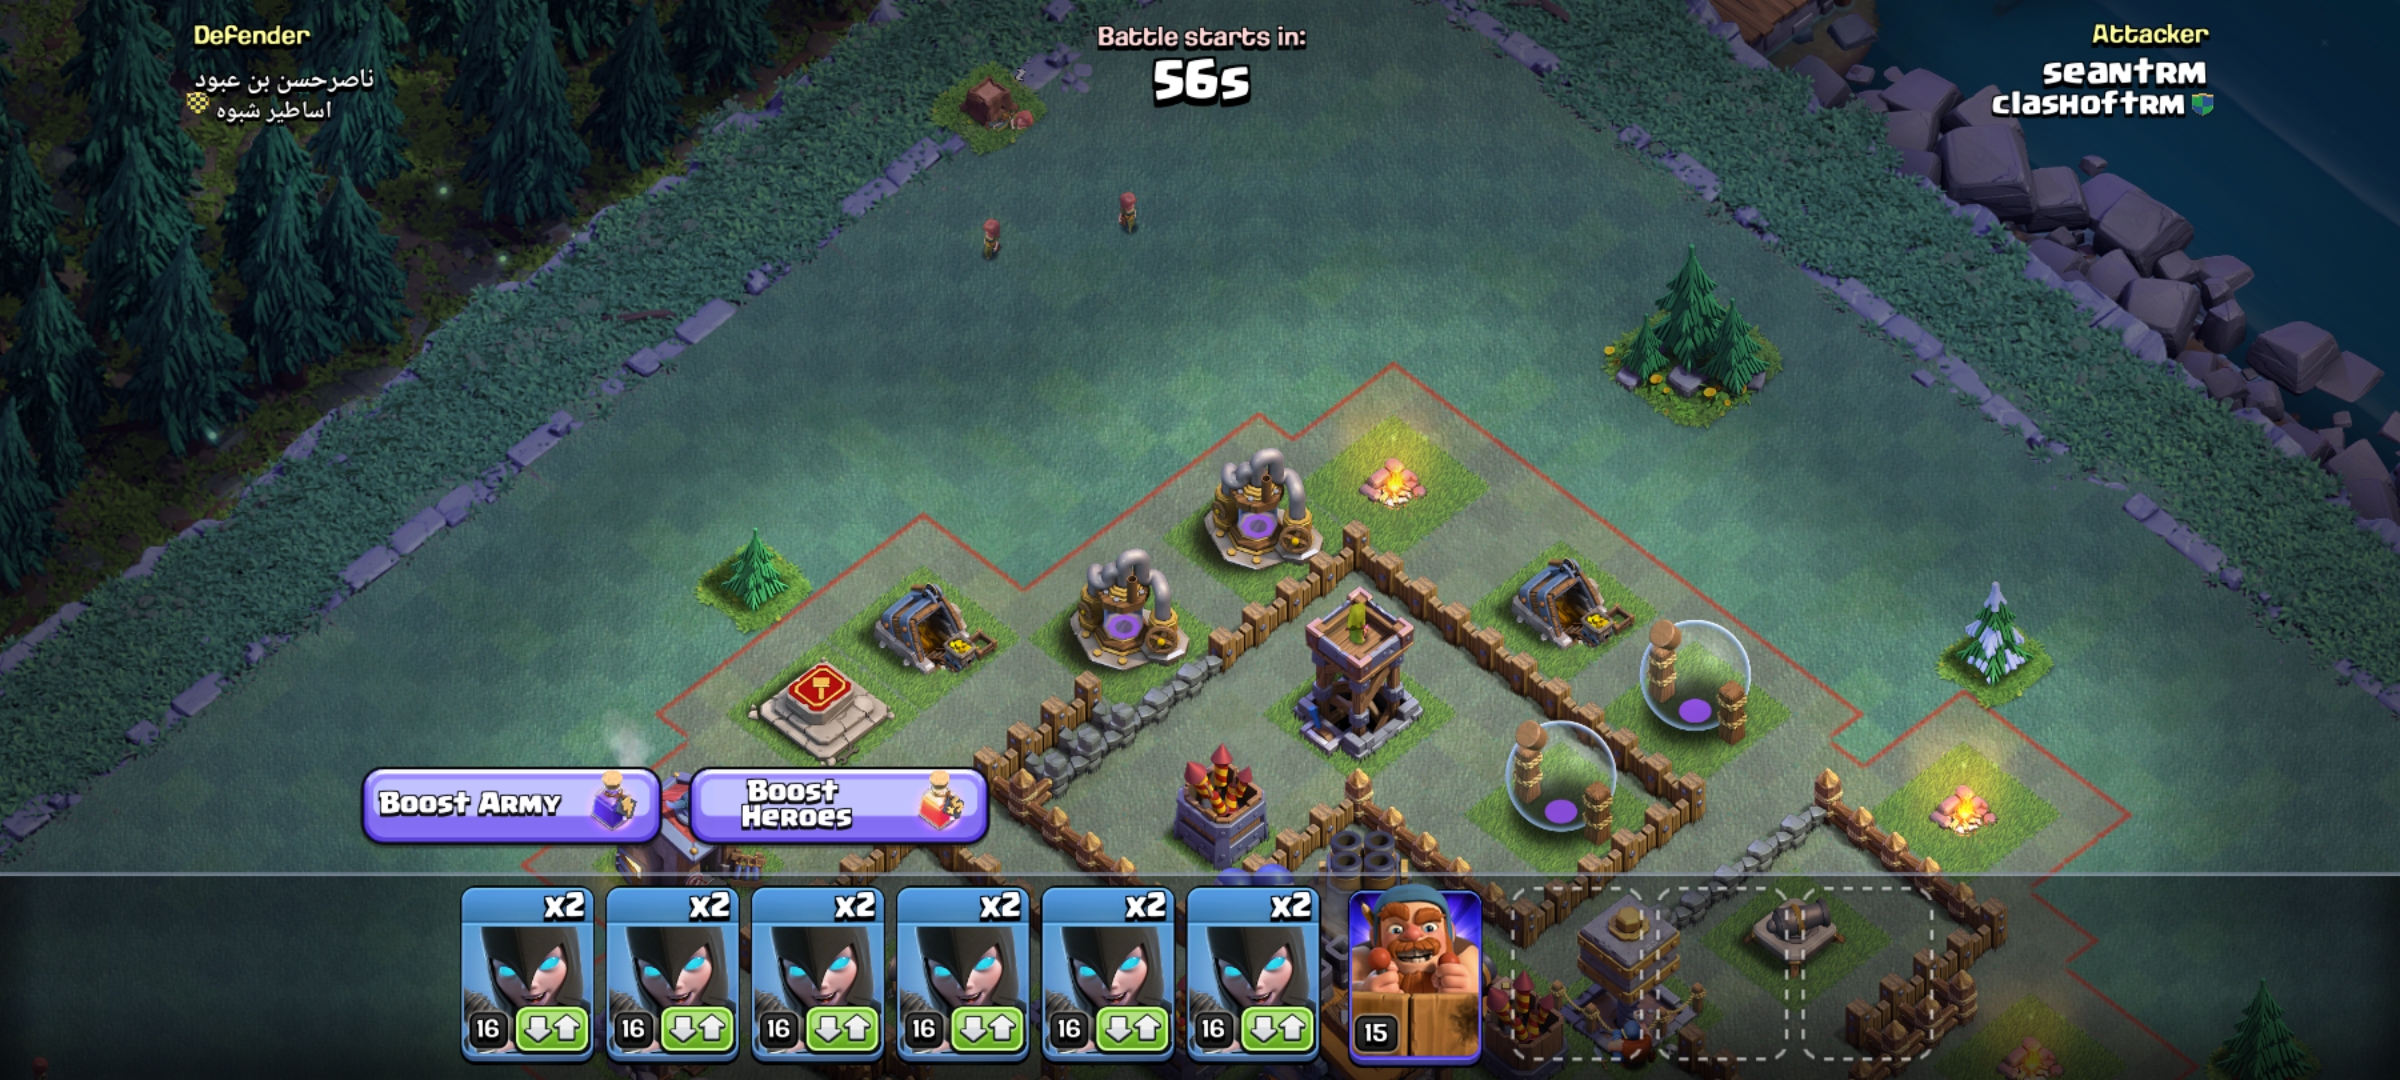 Defender
ناصرحسن بن عبود
اساطير شبوه
Battle starts in:
56s
Attacker
seantRM
clashoftRM
Boost Army
Boost
Heroes
x2
x2
x2
x2
x2
x2
16
16
16
16
16
16
15